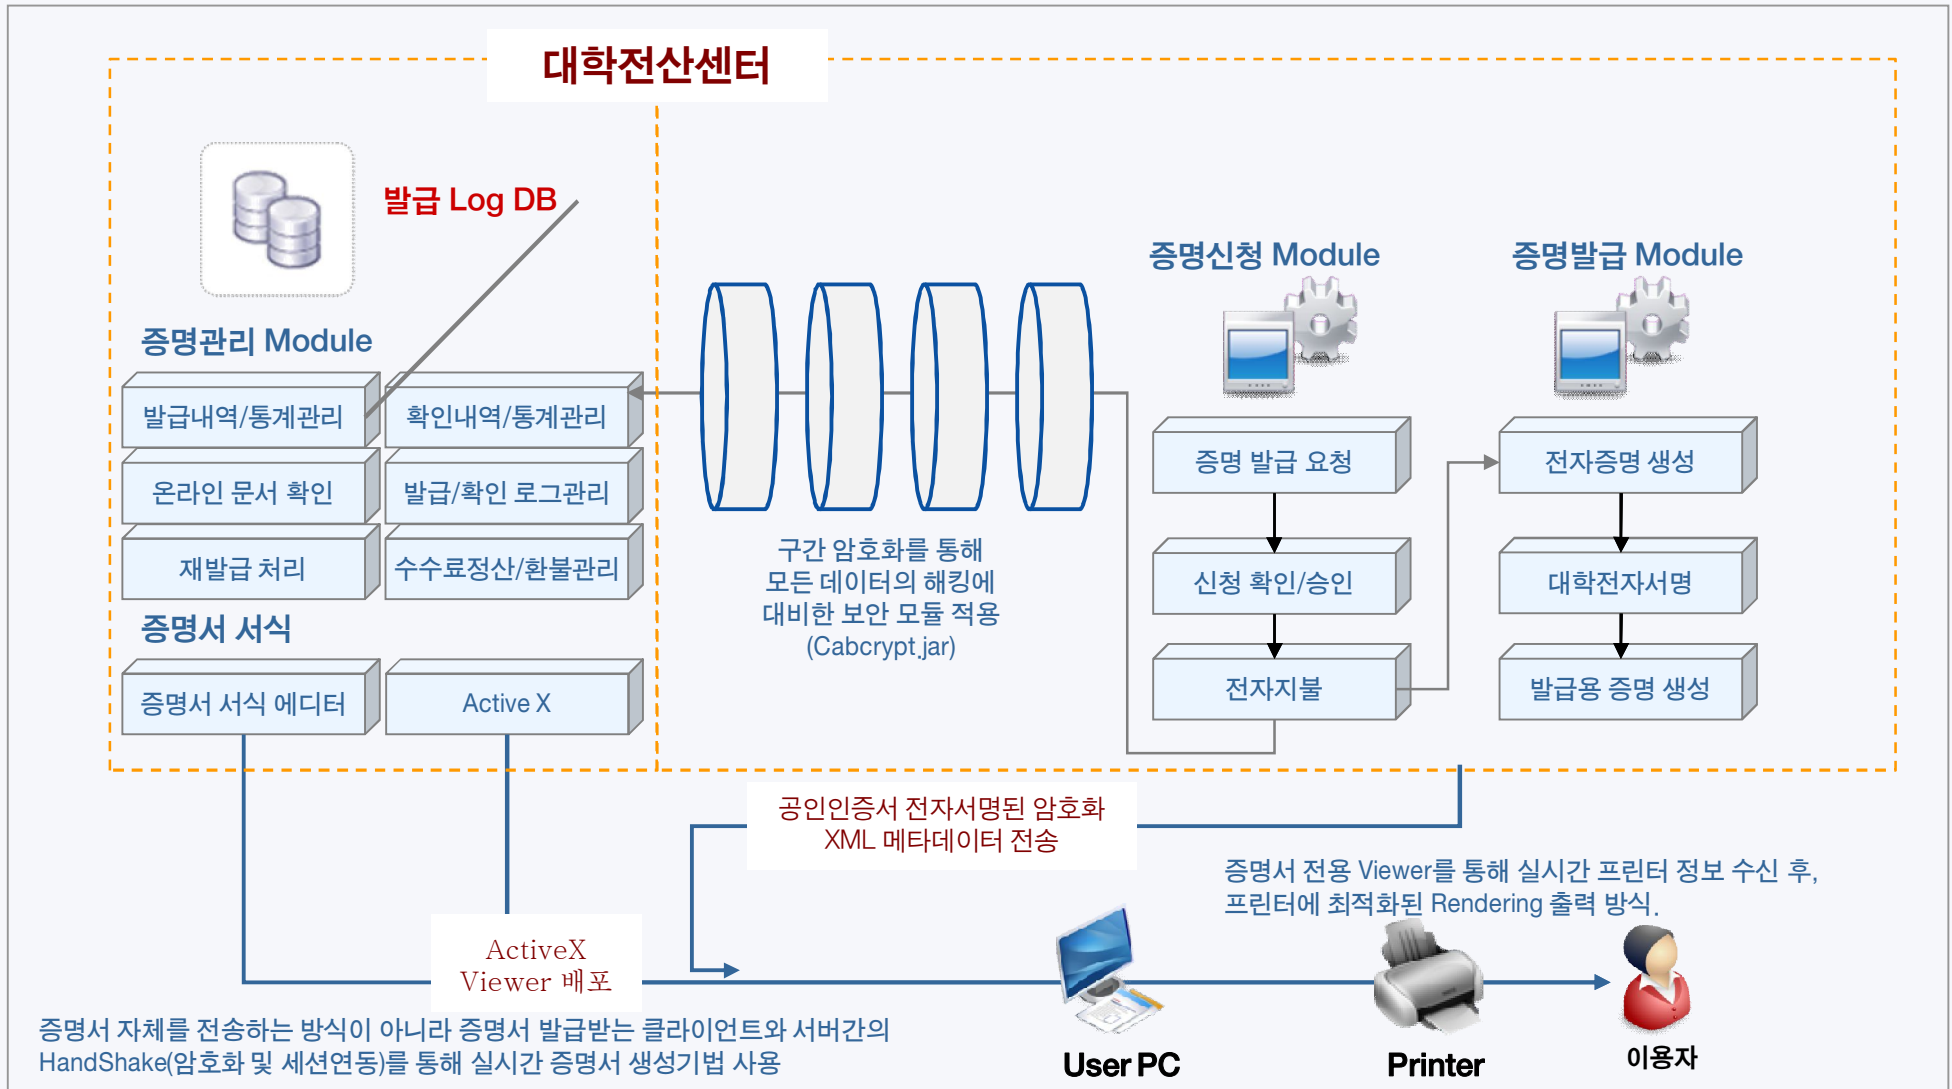 대학전산센터
발급 Log DB
증명관리 Module
발급내역/통계관리
확인내역/통계관리
온라인 문서 확인
발급/확인 로그관리
재발급 처리
수수료정산/환불관리
증명서 서식
증명서 서식 에디터
Active X
구간 암호화를 통해
모든 데이터의 해킹에
대비한 보안 모듈 적용
(Cabcrypt.jar)
증명신청 Module
증명 발급 요청
신청 확인/승인
전자지불
증명발급 Module
전자증명 생성
대학전자서명
발급용 증명 생성
공인인증서 전자서명된 암호화
XML 메타데이터 전송
증명서 전용 Viewer를 통해 실시간 프린터 정보 수신 후,
프린터에 최적화된 Rendering 출력 방식.
ActiveX
Viewer 배포
증명서 자체를 전송하는 방식이 아니라 증명서 발급받는 클라이언트와 서버간의
HandShake(암호화 및 세션연동)를 통해 실시간 증명서 생성기법 사용
User PC
Printer
이용자